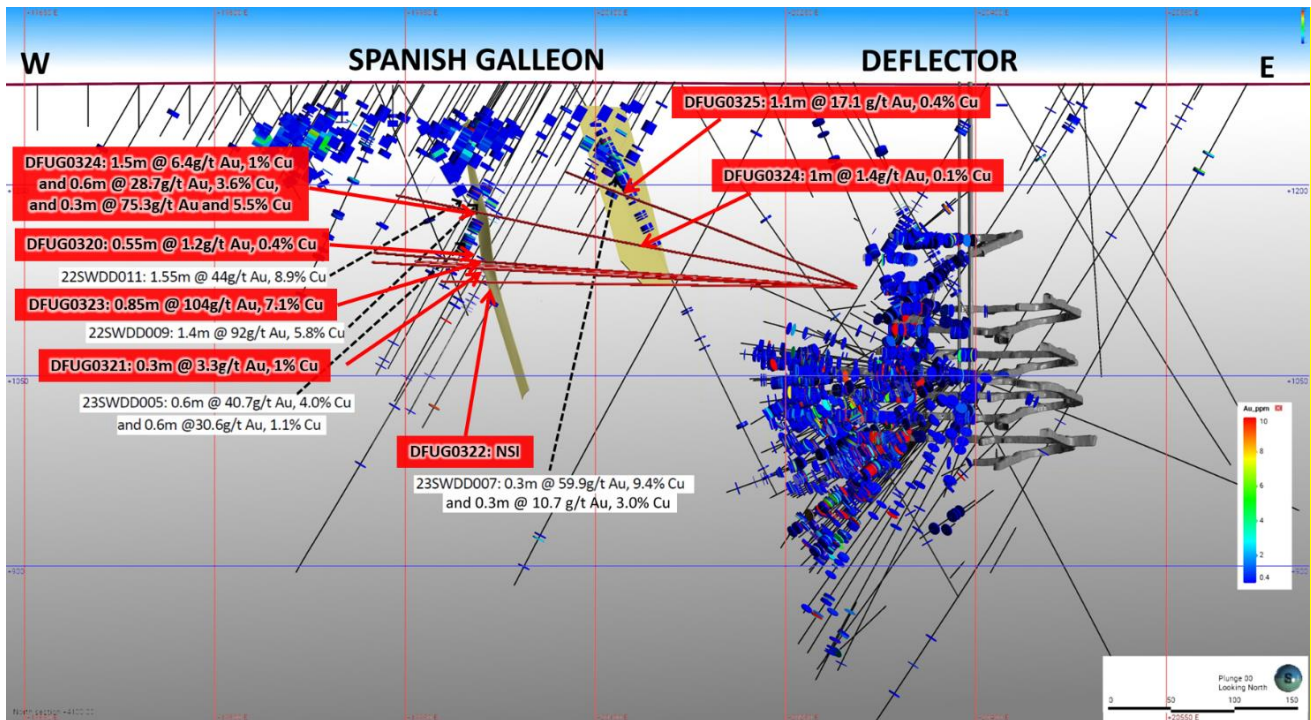 W
SPANISH GALLEON
DEFLECTOR
E
DFUG0325: 1.1m @ 17.1 g/t Au, 0.4% Cu
DFUG0324: 1.5m @ 6.4g/t Au, 1% Cu
and 0.6m @ 28.7g/t Au, 3.6% Cu,
and 0.3m @ 75.3g/t Au and 5.5% Cu
DFUG0324: 1m @ 1.4g/t Au, 0.1% Cu
+1200
+1200
DFUG0320: 0.55m @ 1.2g/t Au, 0.4% Cu
22SWDD011: 1.55m @ 44g/t Au, 8.9% Cu
DFUG0323: 0.85m @ 104g/t Au, 7.1% Cu
22SWDD009: 1.4m @ 92g/t Au, 5.8% Cu
DFUG0321: 0.3m @ 3.3g/t Au, 1% Cu
+1050
+1050
23SWDD005: 0.6m @ 40.7g/t Au, 4.0% Cu
and 0.6m @30.6g/t Au, 1.1% Cu
DFUG0322: NSI
23SWDD007: 0.3m @ 59.9g/t Au, 9.4% Cu
and 0.3m @ 10.7 g/t Au, 3.0% Cu
Au_ppm
10
8
6
4
2
0.4
+900
+900
Plunge 00
Looking North
S
0 50 100 150